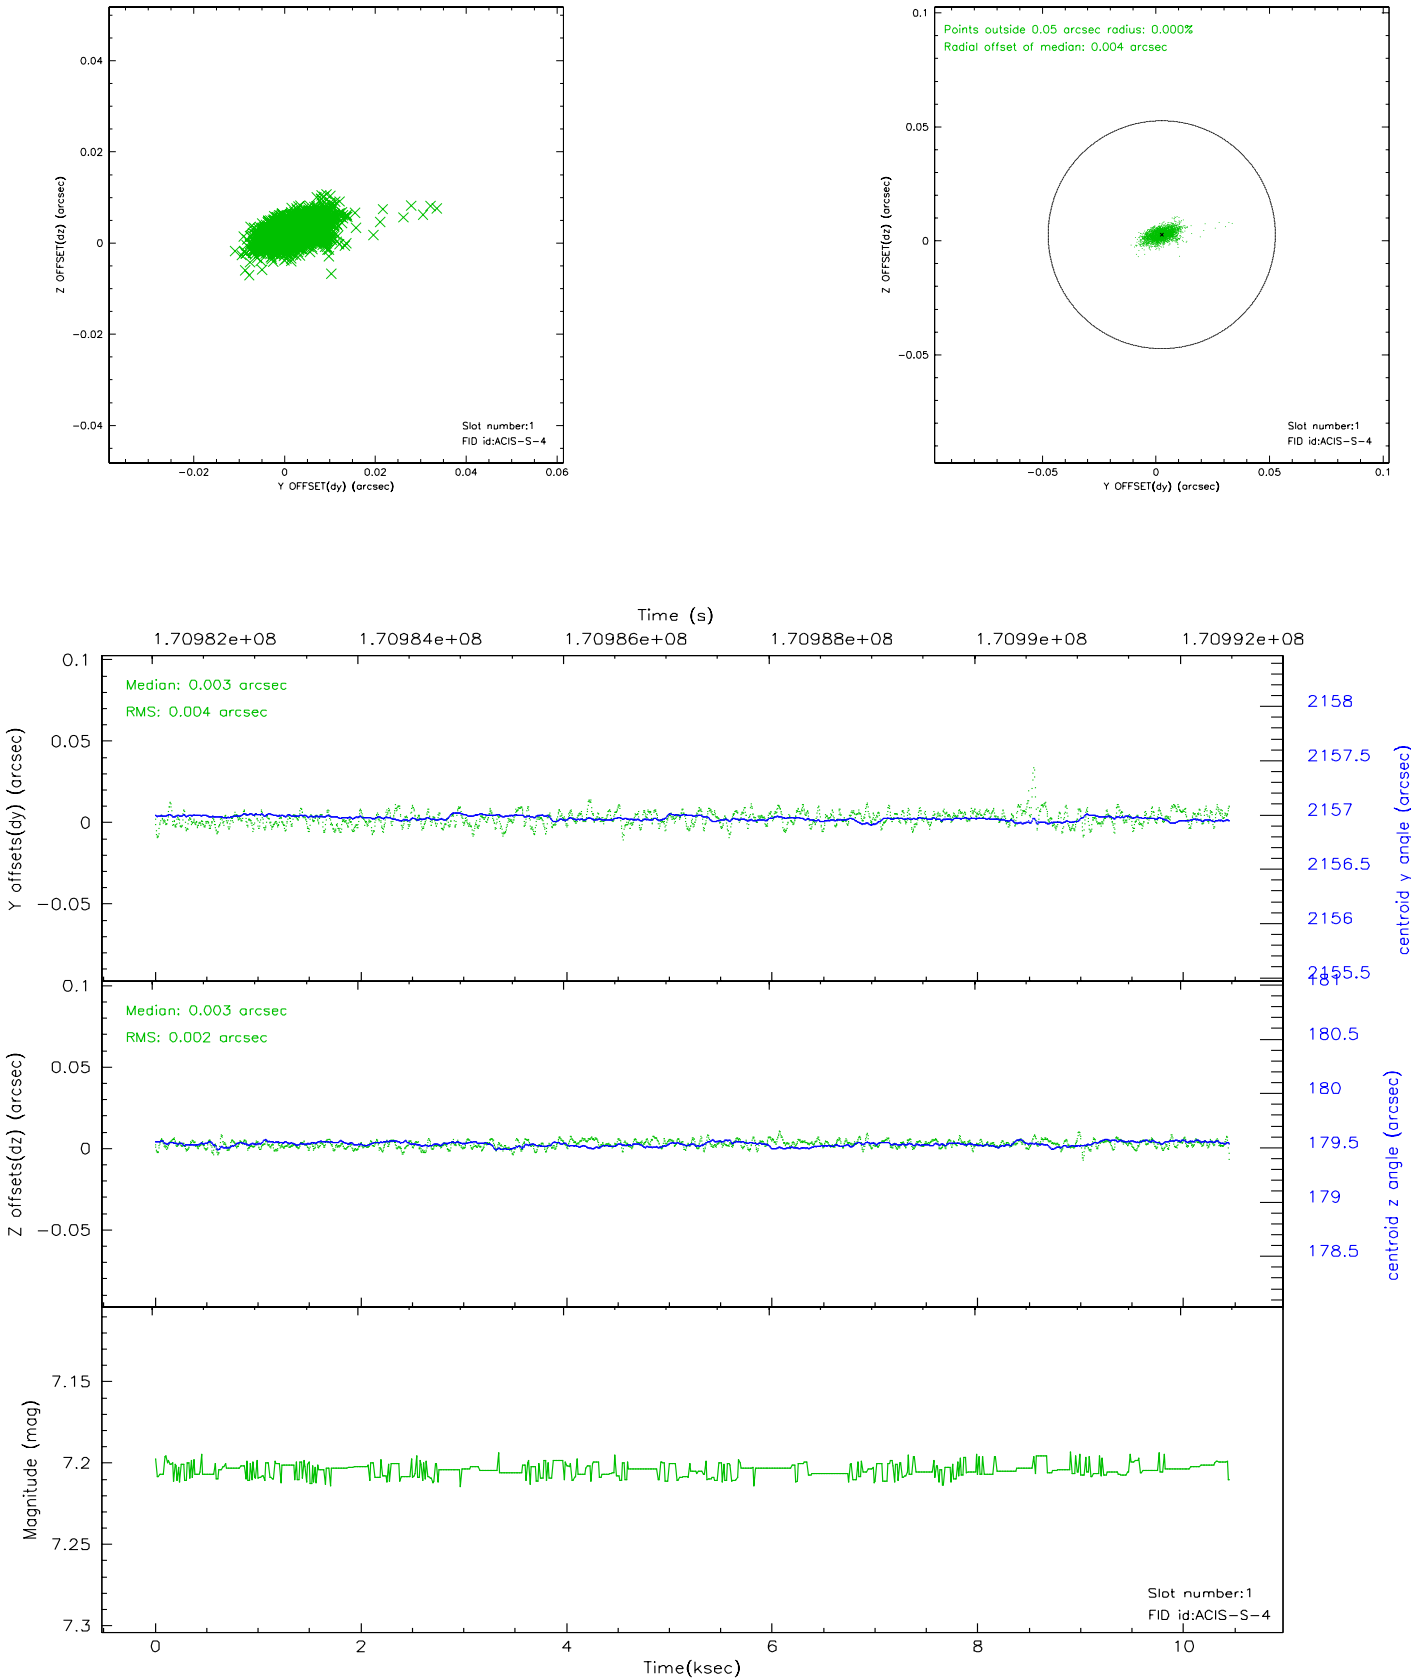 0.04
0.02
0
−0.02
−0.04
Z OFFSET(dz) (arcsec)
Slot number:1
FID id:ACIS−S−4
−0.02 0 0.02 0.04 0.06
Y OFFSET(dy) (arcsec)
0.1
0.05
0
−0.05
Z OFFSET(dz) (arcsec)
Points outside 0.05 arcsec radius: 0.000%
Radial offset of median: 0.004 arcsec
Slot number:1
FID id:ACIS−S−4
−0.05 0 0.05 0.1
Y OFFSET(dy) (arcsec)
Time (s)
1.70982e+08 1.70984e+08 1.70986e+08 1.70988e+08 1.7099e+08 1.70992e+08
0.1
0.05
0
−0.05
Y offsets(dy) (arcsec)
Median: 0.003 arcsec
RMS: 0.004 arcsec
2158
2157.5
2157
2156.5
2156
2155.5
centroid y angle (arcsec)
0.1
0.05
0
−0.05
Z offsets(dz) (arcsec)
Median: 0.003 arcsec
RMS: 0.002 arcsec
181
180.5
180
179.5
179
178.5
centroid z angle (arcsec)
7.15
7.2
7.25
7.3
Magnitude (mag)
Slot number:1
FID id:ACIS−S−4
0 2 4 6 8 10
Time(ksec)